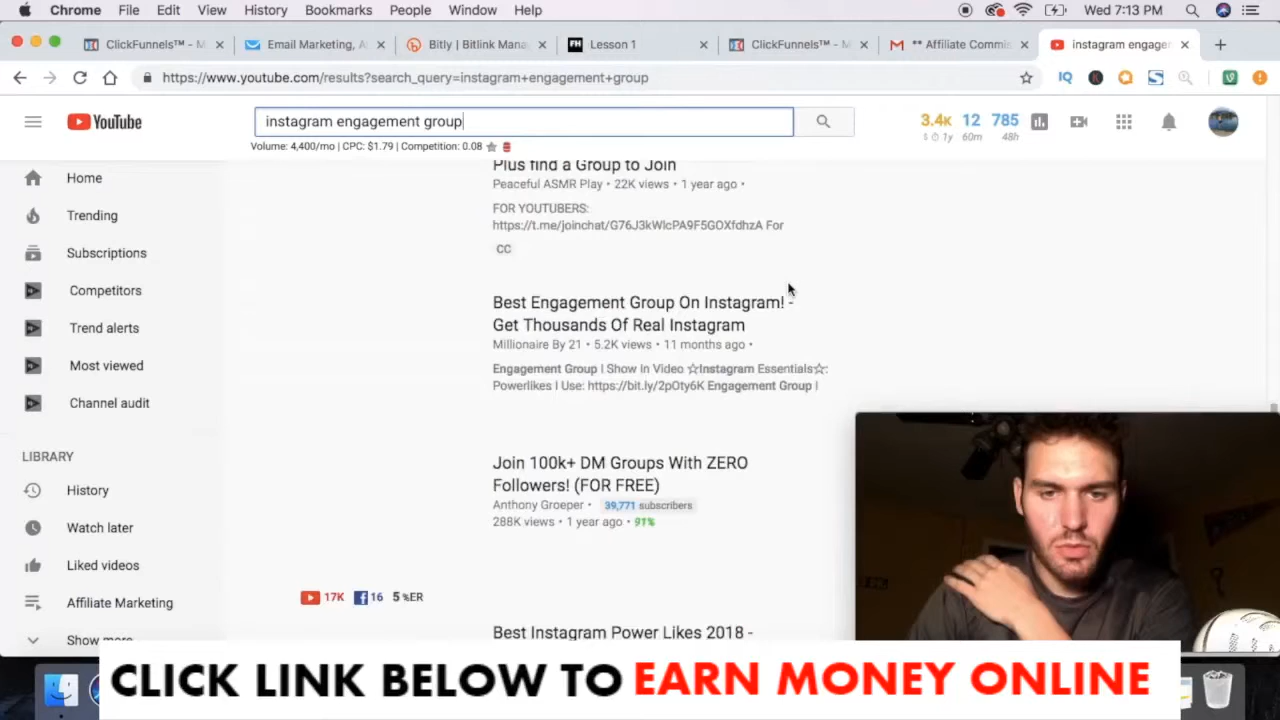 Chrome File Edit View History Bookmarks People Window Help Wed 7:13 PM
ClickFunnels™ - M Email Marketing, A Bitly | Bitlink Mana FH Lesson 1 ClickFunnels™ - M ** Affiliate Commis instagram engager
https://www.youtube.com/results?search_query=instagram+engagement+group
YouTube
instagram engagement group
3.4k 12 785
$ 1y 60m 48h
Volume: 4,400/mo | CPC: $1.79 | Competition: 0.08
Plus find a Group to Join
Peaceful ASMR Play • 22K views • 1 year ago •
FOR YOUTUBERS:
https://t.me/joinchat/G76J3kWlcPA9F5GOXfdhzA For
CC
Best Engagement Group On Instagram! -
Get Thousands Of Real Instagram
Millionaire By 21 • 5.2K views • 11 months ago •
Engagement Group | Show In Video ☆Instagram Essentials☆:
Powerlikes | Use: https://bit.ly/2pOty6K Engagement Group |
Join 100k+ DM Groups With ZERO
Followers! (FOR FREE)
Anthony Groeper • 39,771 subscribers
288K views • 1 year ago • 91%
17K 16 5 %ER
Best Instagram Power Likes 2018 -
Home
Trending
Subscriptions
Competitors
Trend alerts
Most viewed
Channel audit
LIBRARY
History
Watch later
Liked videos
Affiliate Marketing
Show more
CLICK LINK BELOW TO EARN MONEY ONLINE